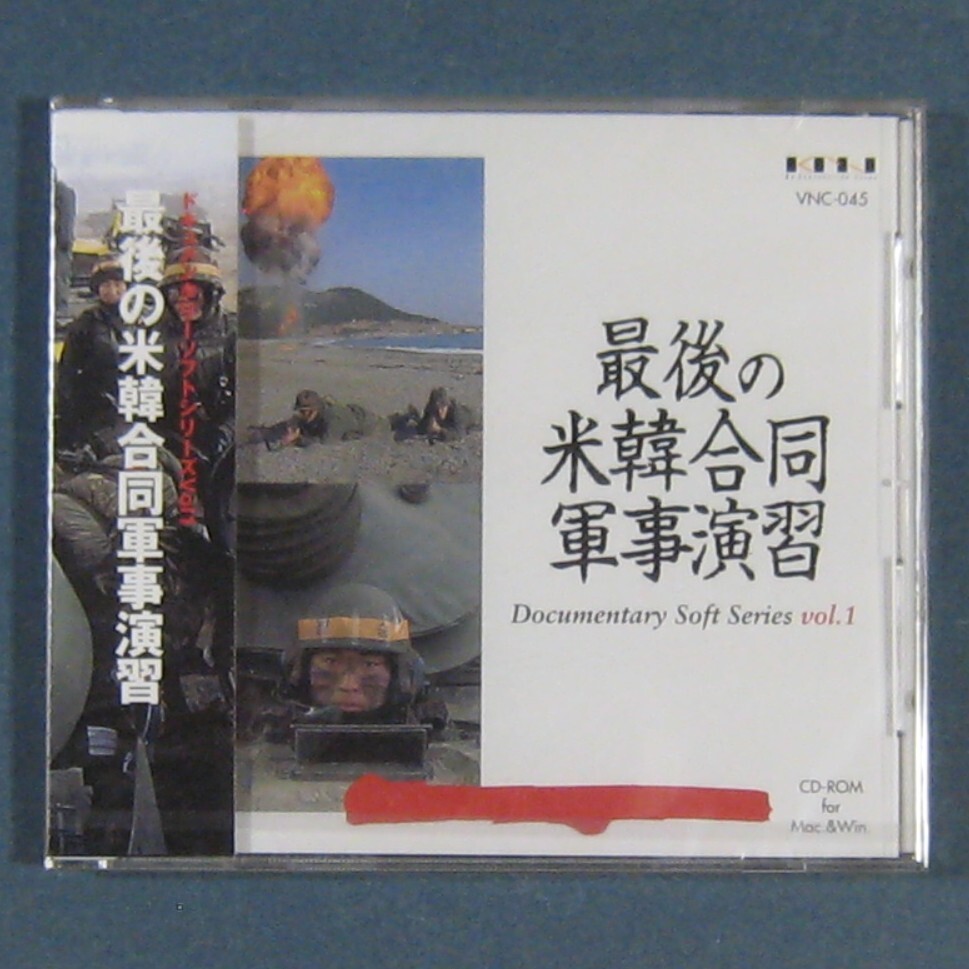 最後の米韓合同軍事演習
ドキュメンタリーソフトシリーズVol.1
VNC-045
最後の
米韓合同
軍事演習
Documentary Soft Series vol.1
CD-ROM
for
Mac.&Win.